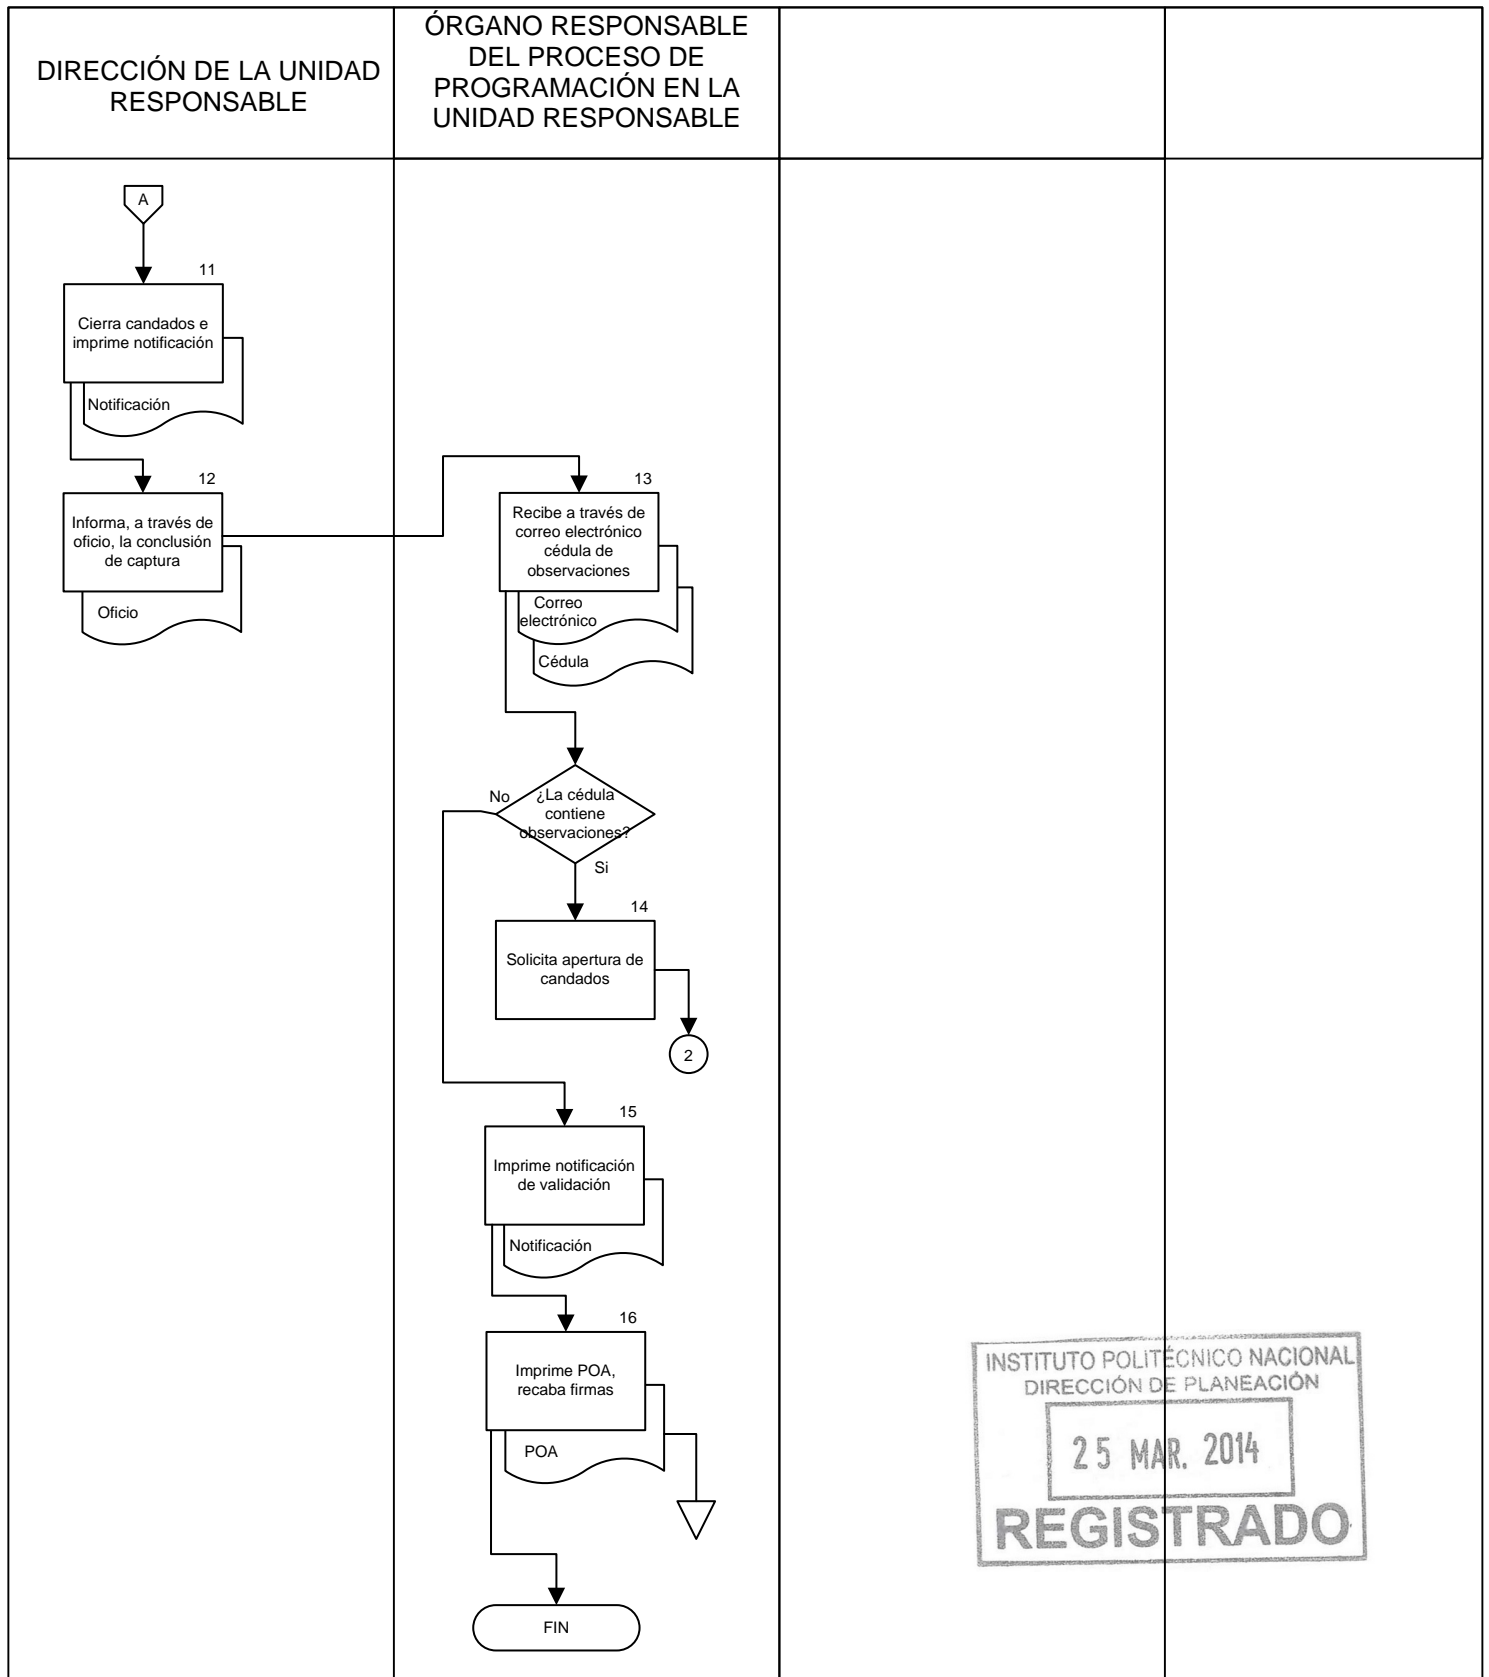 DIRECCIÓN DE LA UNIDAD
RESPONSABLE
ÓRGANO RESPONSABLE
DEL PROCESO DE
PROGRAMACIÓN EN LA
UNIDAD RESPONSABLE
A
11
Cierra candados e
imprime notificación
Notificación
12
Informa, a través de
oficio, la conclusión
de captura
Oficio
13
Recibe a través de
correo electrónico
cédula de
observaciones
Correo
electrónico
Cédula
¿La cédula
contiene
observaciones?
No
Si
14
Solicita apertura de
candados
2
15
Imprime notificación
de validación
Notificación
16
Imprime POA,
recaba firmas
POA
FIN
INSTITUTO POLITÉCNICO NACIONAL
DIRECCIÓN DE PLANEACIÓN
25 MAR. 2014
REGISTRADO